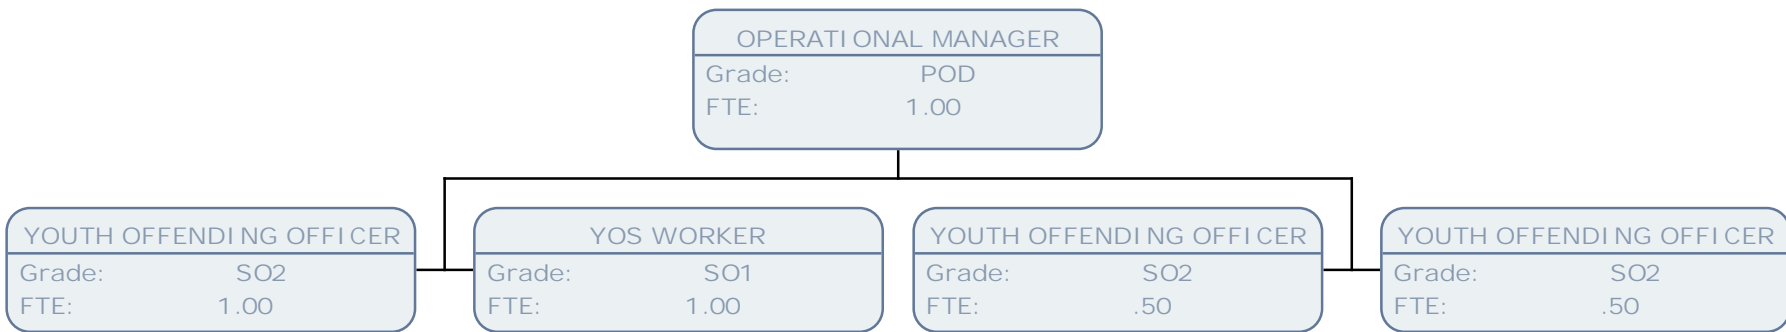 OPERATIONAL MANAGER
Grade: POD
FTE: 1.00
YOUTH OFFENDING OFFICER
Grade: SO2
FTE: 1.00
YOS WORKER
Grade: SO1
FTE: 1.00
YOUTH OFFENDING OFFICER
Grade: SO2
FTE: .50
YOUTH OFFENDING OFFICER
Grade: SO2
FTE: .50